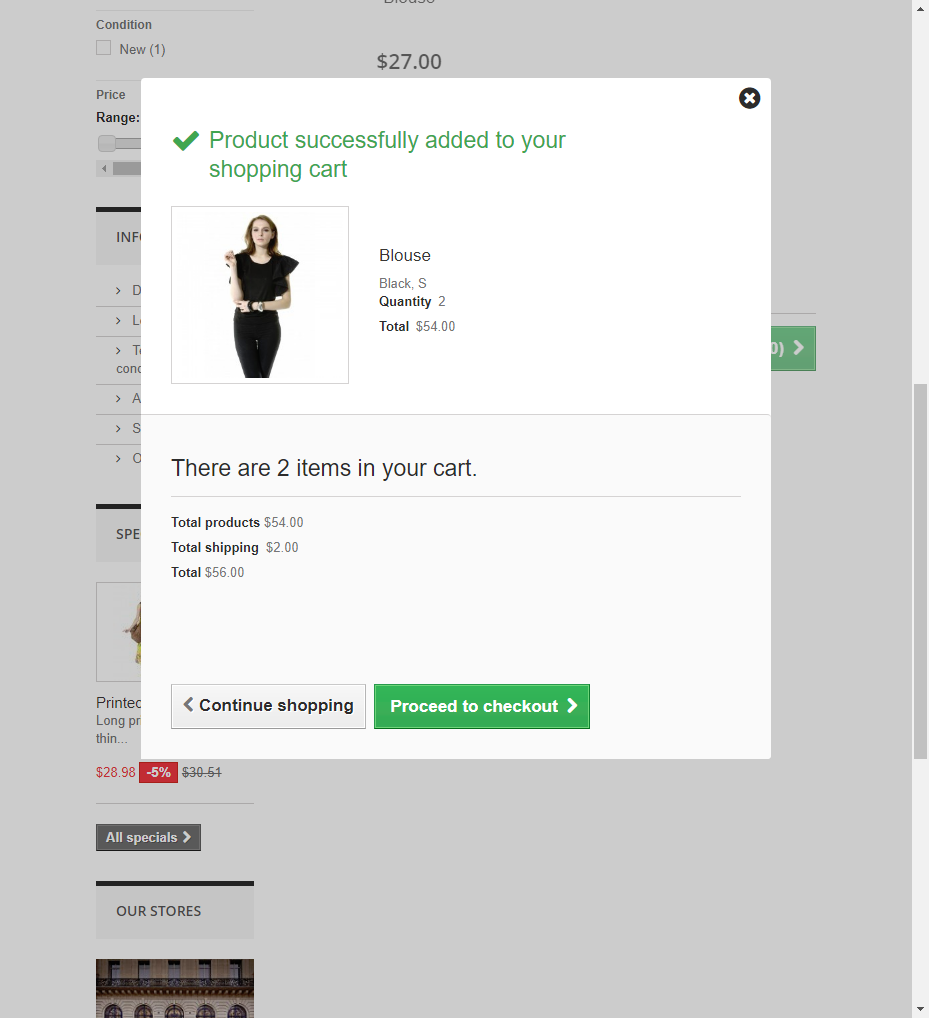 Blouse
Condition
New (1)
$27.00
Price
Range:
Product successfully added to your
shopping cart
Blouse
Black, S
Quantity 2
Total $54.00
0)
INFO
D
L
T
conc
A
S
O
There are 2 items in your cart.
Total products $54.00
Total shipping $2.00
Total $56.00
Continue shopping
Proceed to checkout
SPE
Printed
Long pr
thin...
$28.98 -5% $30.51
All specials
OUR STORES